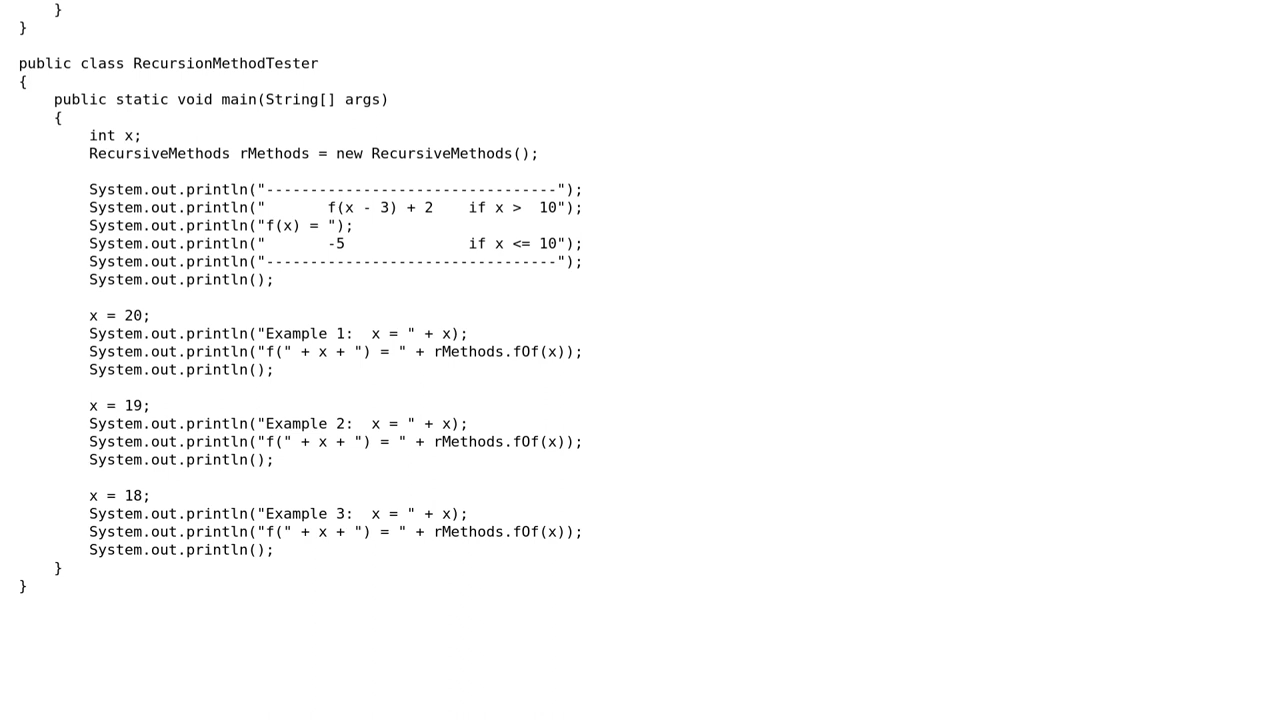 }
}

public class RecursionMethodTester
{
    public static void main(String[] args)
    {
        int x;
        RecursiveMethods rMethods = new RecursiveMethods();

        System.out.println("---------------------------------");
        System.out.println("       f(x - 3) + 2    if x >  10");
        System.out.println("f(x) = ");
        System.out.println("       -5              if x <= 10");
        System.out.println("---------------------------------");
        System.out.println();

        x = 20;
        System.out.println("Example 1:  x = " + x);
        System.out.println("f(" + x + ") = " + rMethods.fOf(x));
        System.out.println();

        x = 19;
        System.out.println("Example 2:  x = " + x);
        System.out.println("f(" + x + ") = " + rMethods.fOf(x));
        System.out.println();

        x = 18;
        System.out.println("Example 3:  x = " + x);
        System.out.println("f(" + x + ") = " + rMethods.fOf(x));
        System.out.println();
    }
}